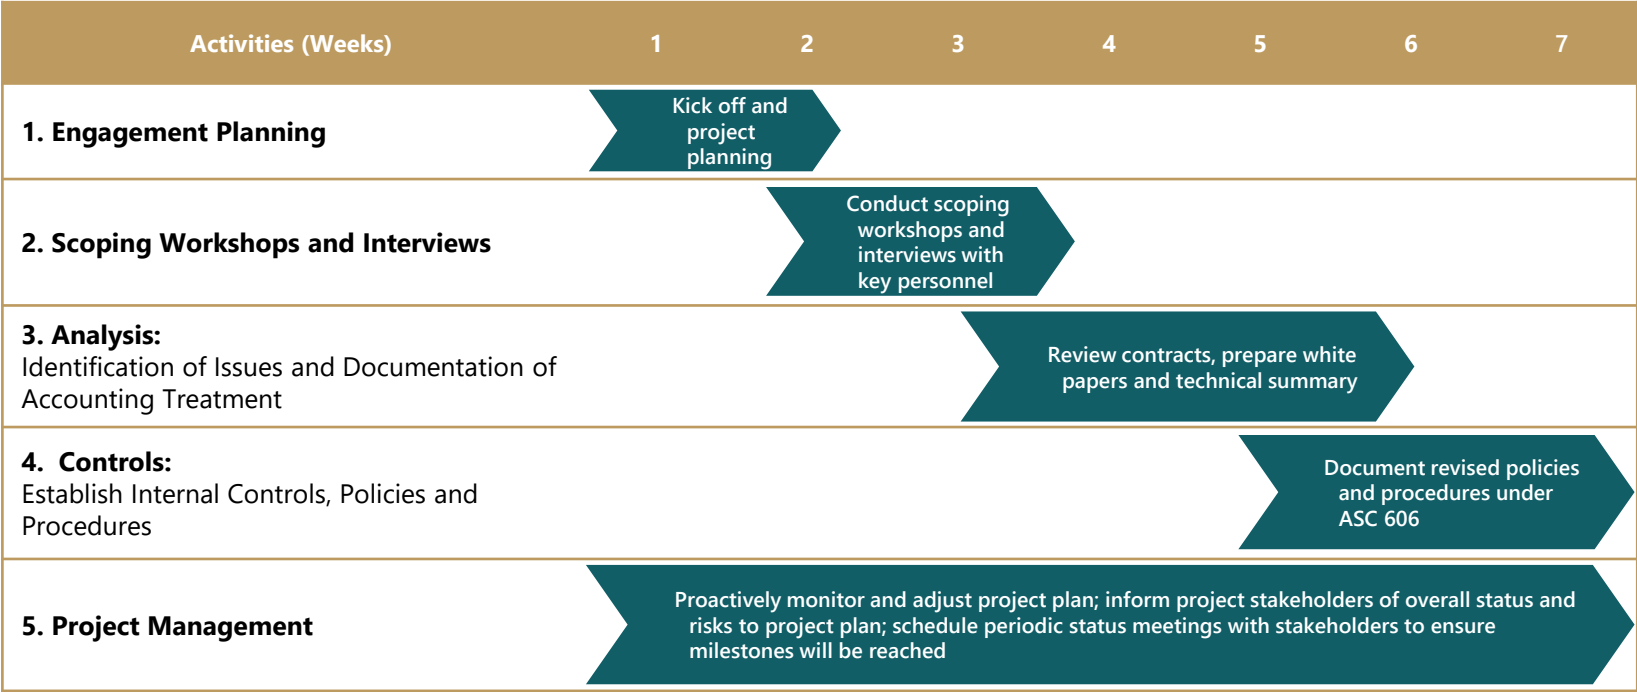 Activities (Weeks) 1 2 3 4 5 6 7
1. Engagement Planning
Kick off and
project
planning
2. Scoping Workshops and Interviews
Conduct scoping
workshops and
interviews with
key personnel
3. Analysis:
Identification of Issues and Documentation of
Accounting Treatment
Review contracts, prepare white
papers and technical summary
4. Controls:
Establish Internal Controls, Policies and
Procedures
Document revised policies
and procedures under
ASC 606
5. Project Management
Proactively monitor and adjust project plan; inform project stakeholders of overall status and
risks to project plan; schedule periodic status meetings with stakeholders to ensure
milestones will be reached